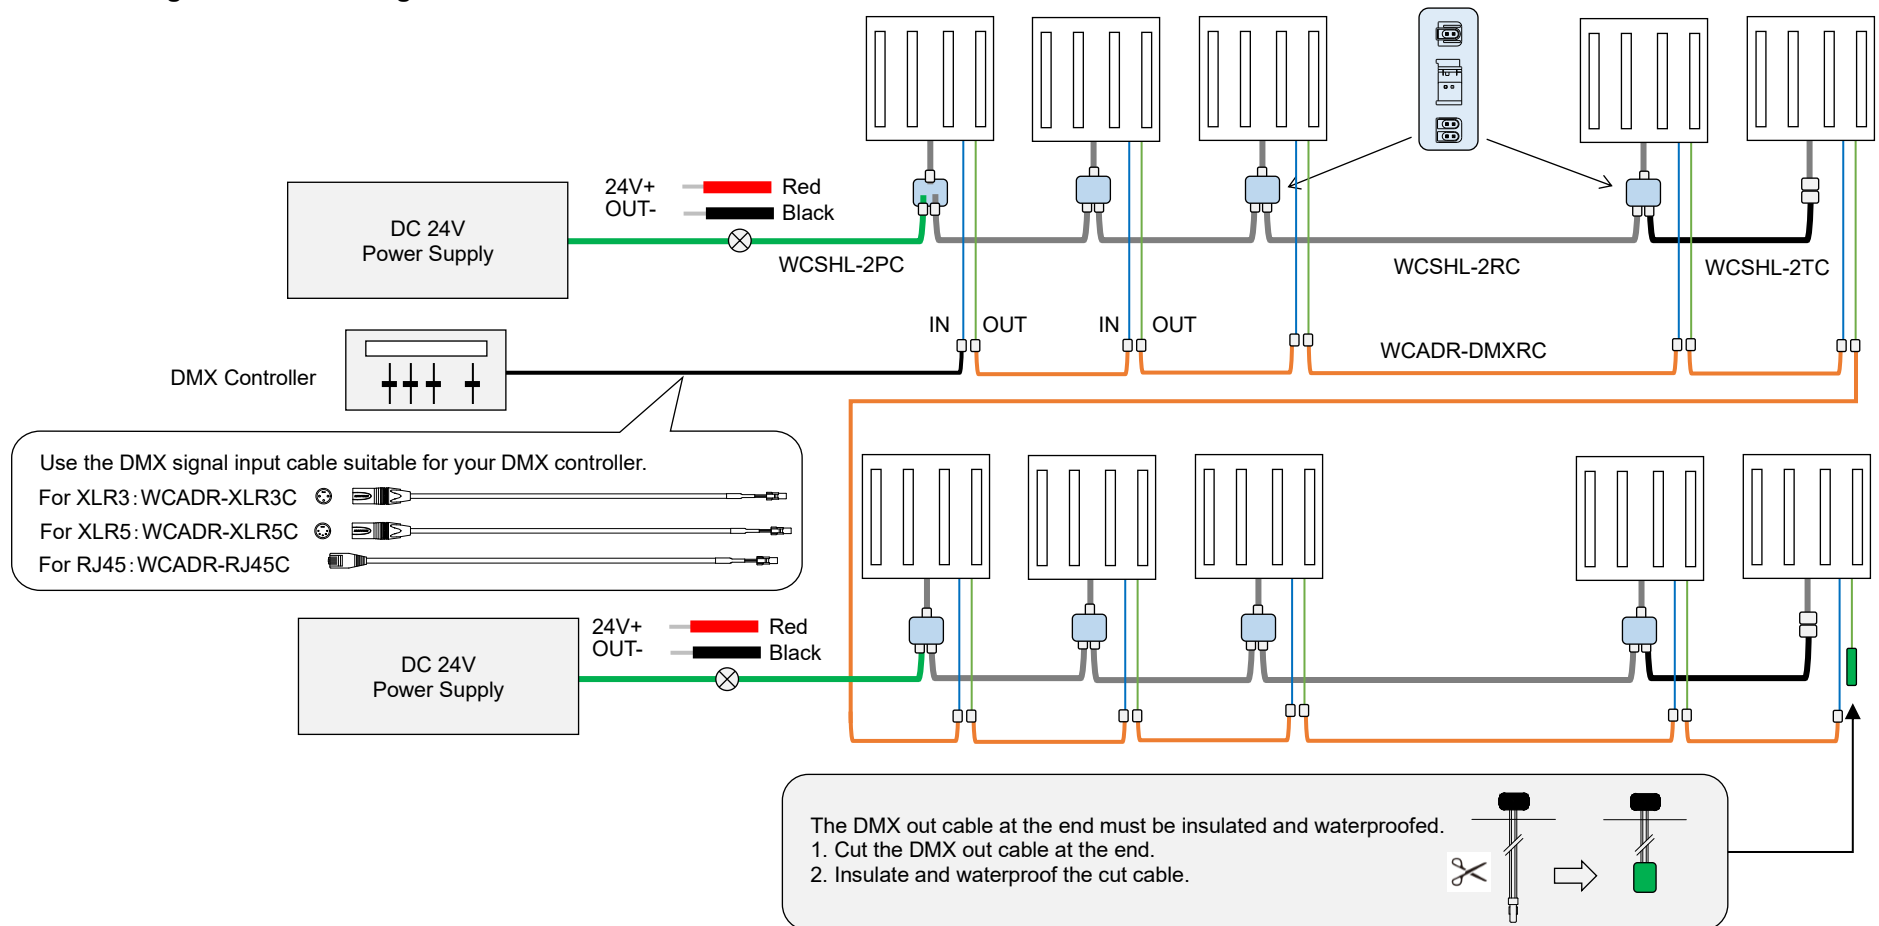 24V+
OUT-
Red
Black
DC 24V
Power Supply
WCSHL-2PC
WCSHL-2RC
WCSHL-2TC
IN
OUT
IN
OUT
WCADR-DMXRC
DMX Controller
Use the DMX signal input cable suitable for your DMX controller.
For XLR3：WCADR-XLR3C
For XLR5：WCADR-XLR5C
For RJ45：WCADR-RJ45C
24V+
OUT-
Red
Black
DC 24V
Power Supply
The DMX out cable at the end must be insulated and waterproofed.
1. Cut the DMX out cable at the end.
2. Insulate and waterproof the cut cable.